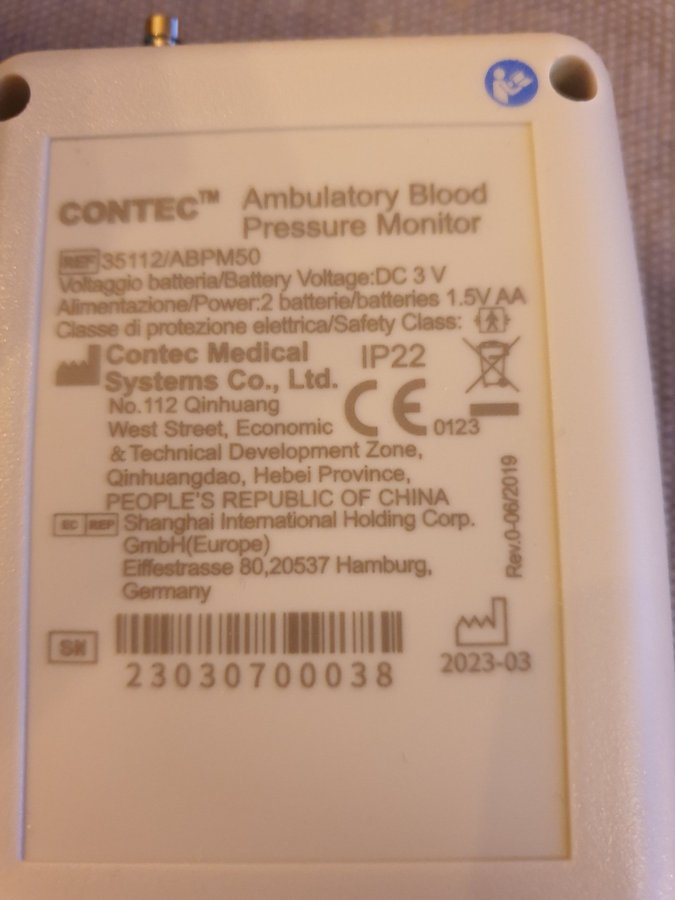 CONTEC™ Ambulatory Blood
Pressure Monitor
REF 35112/ABPM50
Voltaggio batteria/Battery Voltage:DC 3 V
Alimentazione/Power:2 batterie/batteries 1.5V AA
Classe di protezione elettrica/Safety Class:
Contec Medical
Systems Co., Ltd.
IP22
No.112 Qinhuang
West Street, Economic
& Technical Development Zone,
Qinhuangdao, Hebei Province,
PEOPLE'S REPUBLIC OF CHINA
CE 0123
EC REP Shanghai International Holding Corp.
GmbH(Europe)
Eiffestrasse 80,20537 Hamburg,
Germany
Rev.0-06/2019
SN
23030700038
2023-03